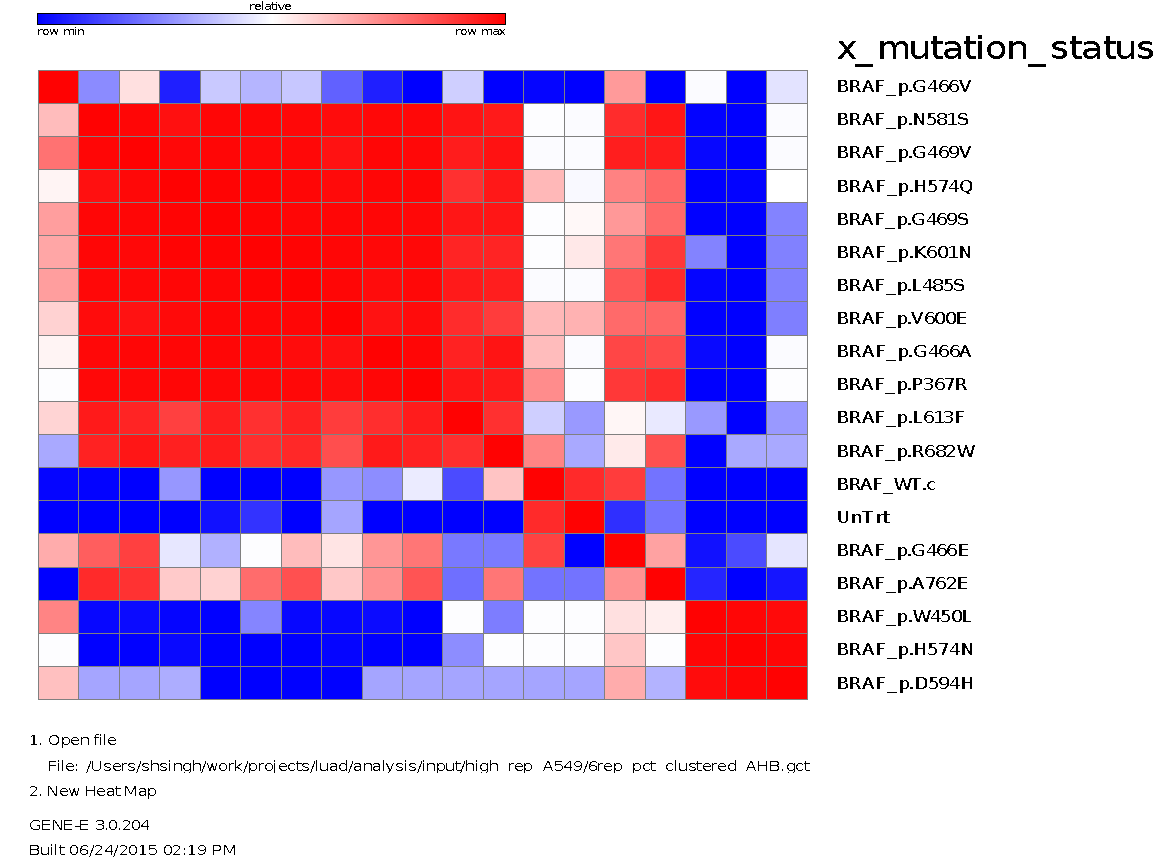 relative
row min row max
x_mutation_status
BRAF_p.G466V
BRAF_p.N581S
BRAF_p.G469V
BRAF_p.H574Q
BRAF_p.G469S
BRAF_p.K601N
BRAF_p.L485S
BRAF_p.V600E
BRAF_p.G466A
BRAF_p.P367R
BRAF_p.L613F
BRAF_p.R682W
BRAF_WT.c
UnTrt
BRAF_p.G466E
BRAF_p.A762E
BRAF_p.W450L
BRAF_p.H574N
BRAF_p.D594H
1. Open file
File: /Users/shsingh/work/projects/luad/analysis/input/high rep A549/6rep pct clustered AHB.gct
2. New Heat Map
GENE-E 3.0.204
Built 06/24/2015 02:19 PM